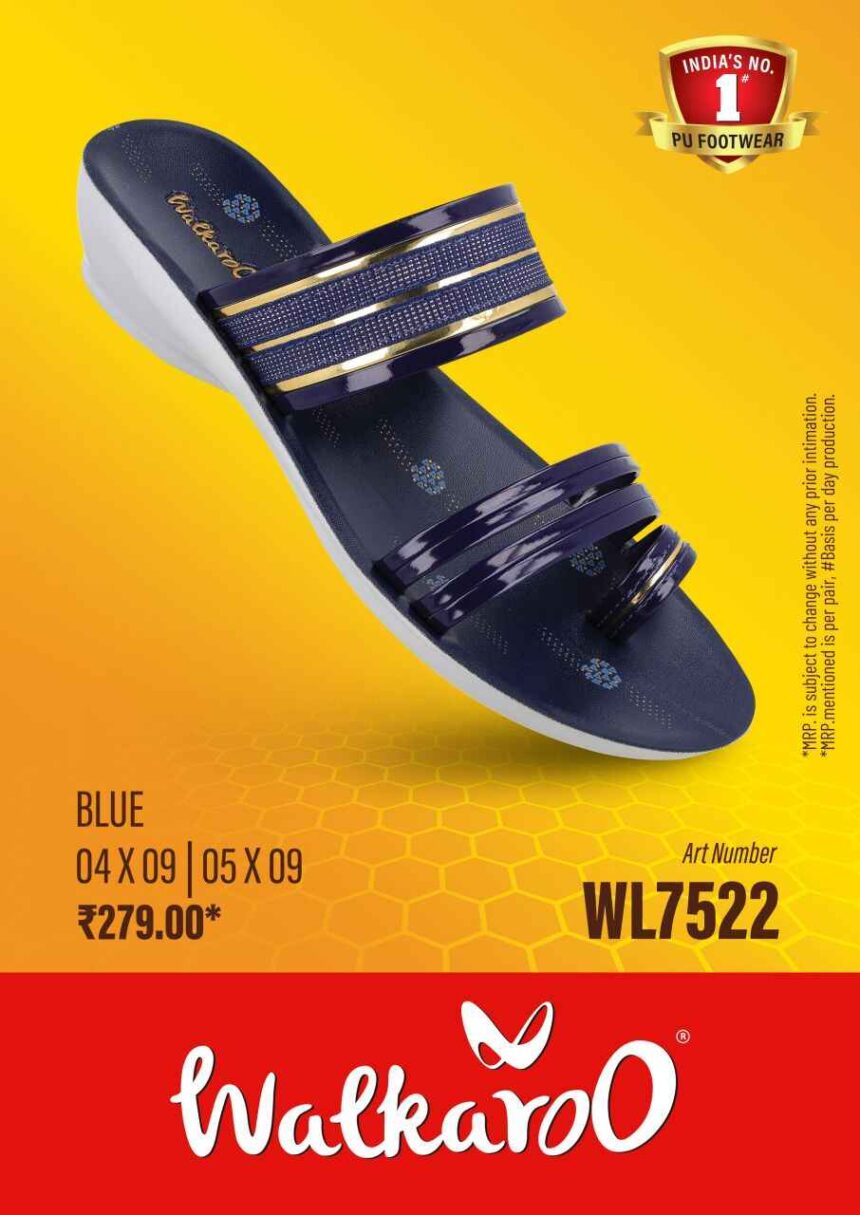 INDIA'S NO.
1#
PU FOOTWEAR
Walkaroo
*MRP. is subject to change without any prior intimation.
*MRP.mentioned is per pair, #Basis per day production.
BLUE
04 X 09 | 05 X 09
₹279.00*
Art Number
WL7522
Walkaroo®